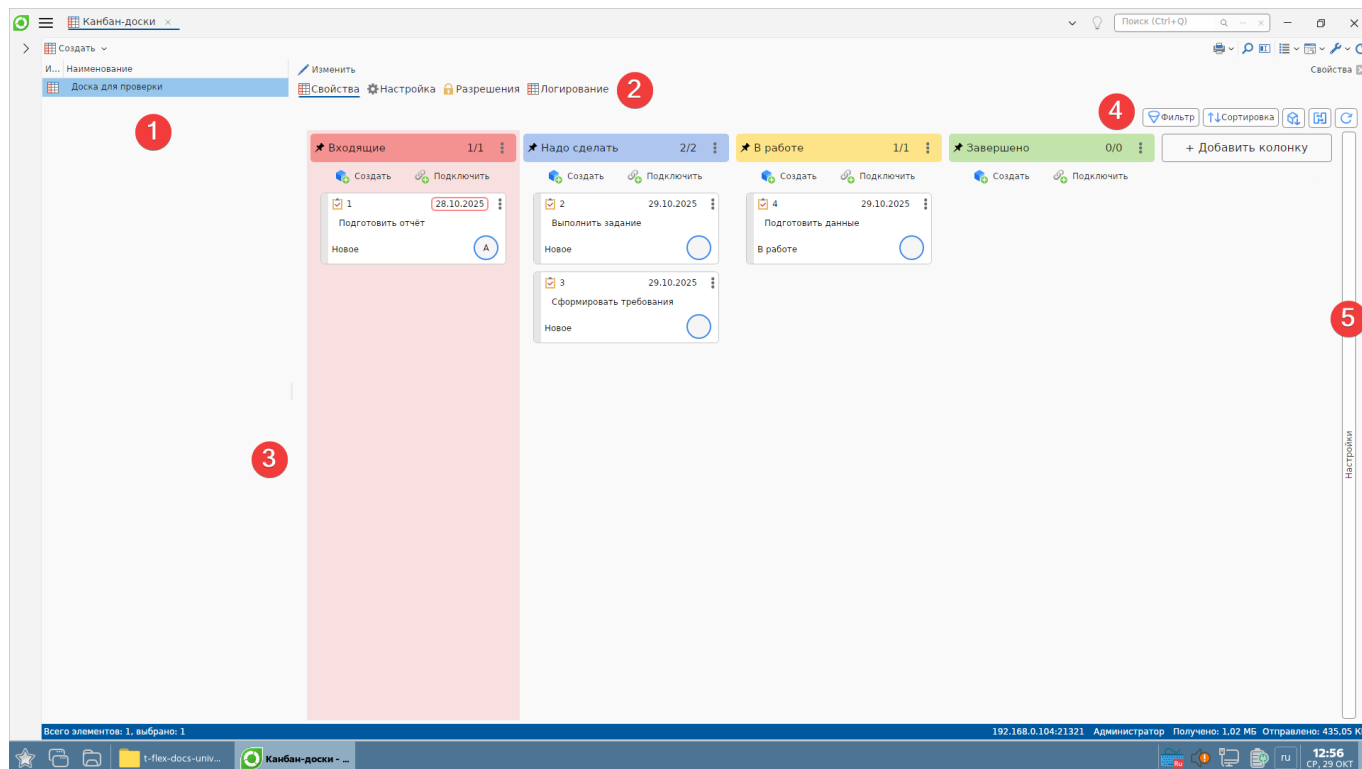 Канбан-доски
Поиск (Ctrl+Q)
Создать
И... Наименование
Доска для проверки
1
Изменить
Свойства
Свойства Настройка Разрешения Логирование
2
4
Фильтр Сортировка
Входящие 1/1
Надо сделать 2/2
В работе 1/1
Завершено 0/0
+ Добавить колонку
Создать Подключить
Создать Подключить
Создать Подключить
Создать Подключить
1 28.10.2025
Подготовить отчёт
Новое А
2 29.10.2025
Выполнить задание
Новое
4 29.10.2025
Подготовить данные
В работе
3 29.10.2025
Сформировать требования
Новое
5
3
Настройки
Всего элементов: 1, выбрано: 1
192.168.0.104:21321 Администратор Получено: 1,02 МБ Отправлено: 435,05 К
t-flex-docs-univ...
Канбан-доски - ...
Ru
ru
12:56
СР, 29 ОКТ